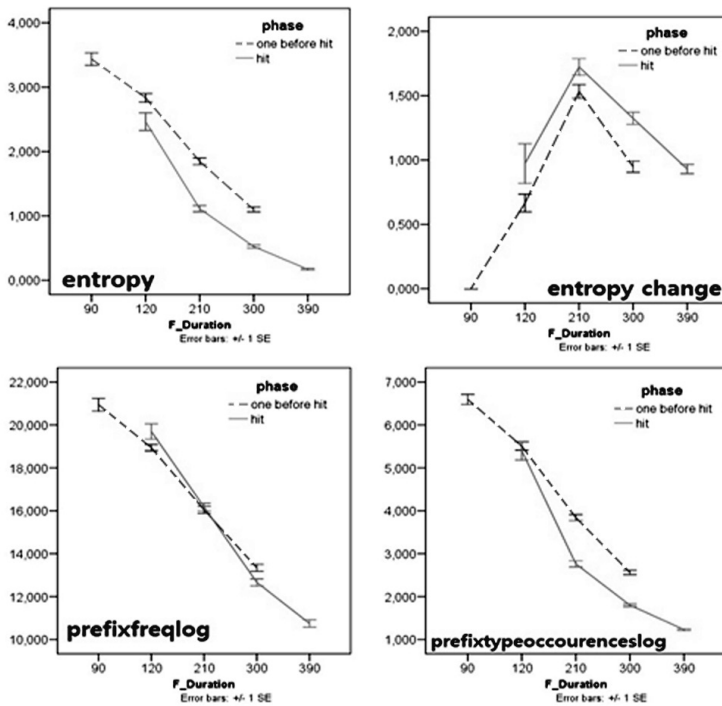 phase
one before hit
hit
4,000
3,000
2,000
1,000
0,000
entropy
90 120 210 300 390
F_Duration
Error bars: +/- 1 SE
phase
one before hit
hit
2,000
1,500
1,000
0,500
0,000
entropy change
90 120 210 300 390
F_Duration
Error bars: +/- 1 SE
phase
one before hit
hit
22,000
20,000
18,000
16,000
14,000
12,000
10,000
prefixfreqlog
90 120 210 300 390
F_Duration
Error bars: +/- 1 SE
phase
one before hit
hit
7,000
6,000
5,000
4,000
3,000
2,000
1,000
prefixtypeoccourenceslog
90 120 210 300 390
F_Duration
Error bars: +/- 1 SE